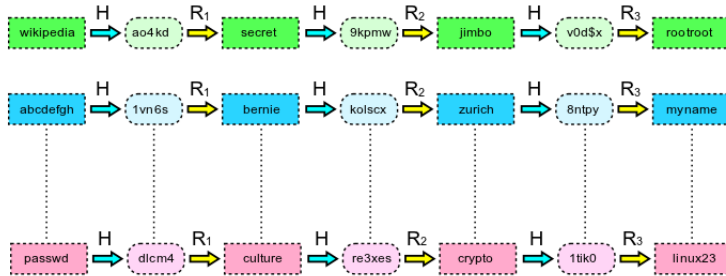 H R1 H R2 H R3
wikipedia ao4kd secret 9kpmw jimbo v0d$x rootroot
H R1 H R2 H R3
abcdefgh 1vn6s bernie kolscx zurich 8ntpy myname
H R1 H R2 H R3
passwd dlcm4 culture re3xes crypto 1tik0 linux23